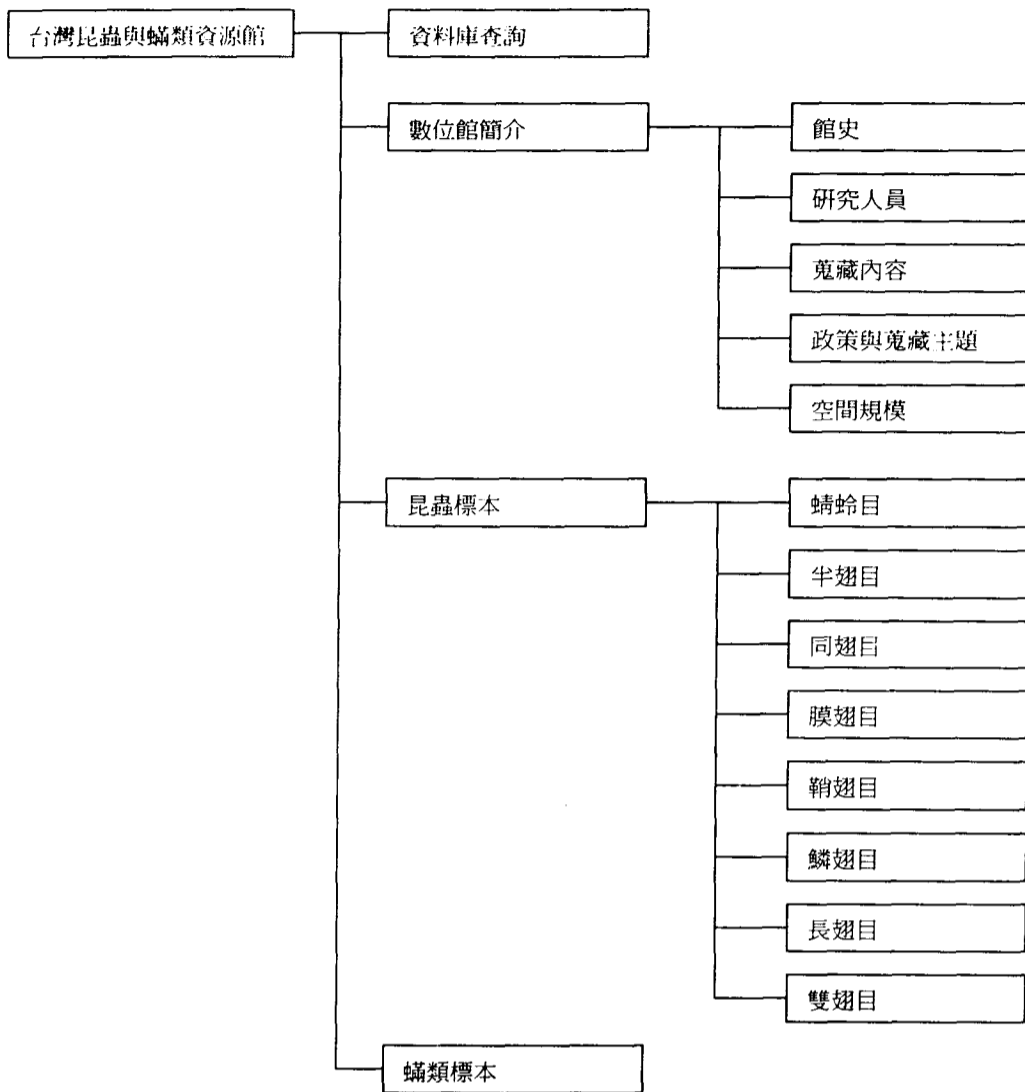 台灣昆蟲與蟎類資源館
資料庫查詢
數位館簡介
館史
研究人員
蒐藏內容
政策與蒐藏主題
空間規模
昆蟲標本
蜻蛉目
半翅目
同翅目
膜翅目
鞘翅目
鱗翅目
長翅目
雙翅目
蟎類標本